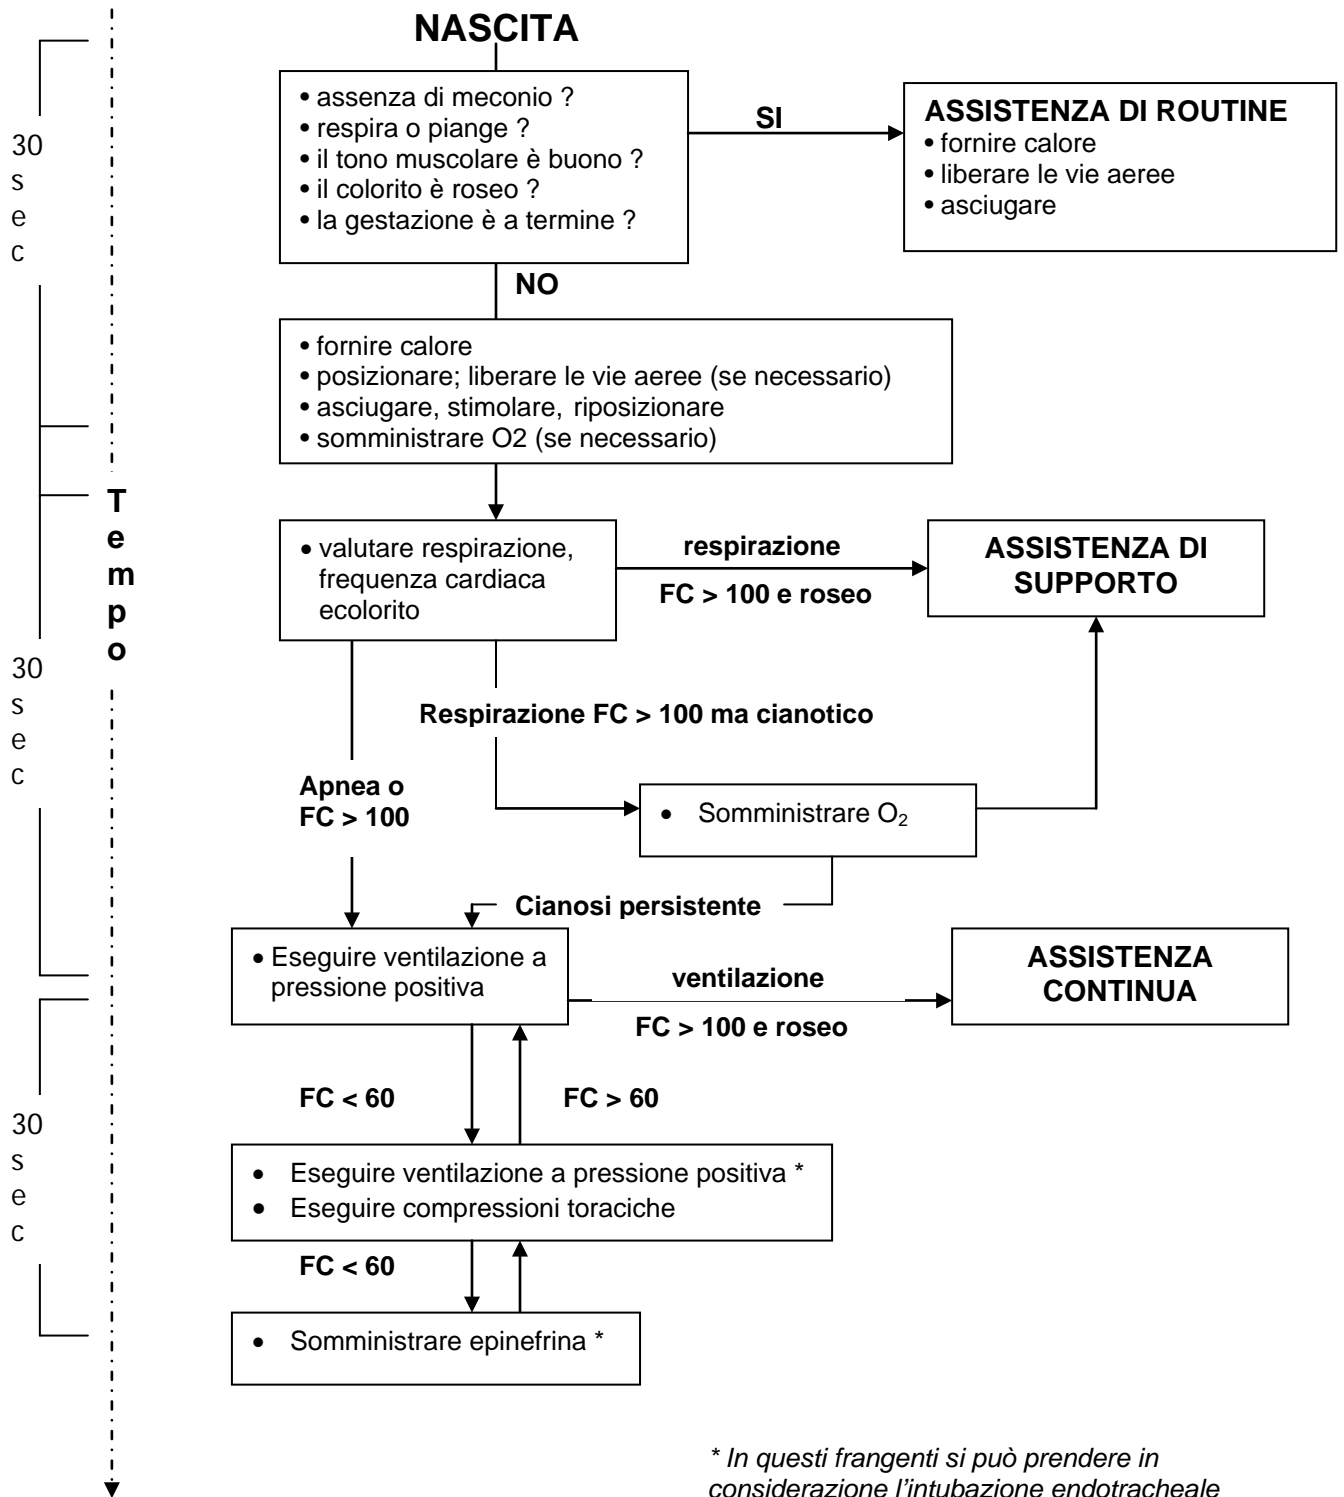 NASCITA
• assenza di meconio ?
• respira o piange ?
• il tono muscolare è buono ?
• il colorito è roseo ?
• la gestazione è a termine ?
SI
ASSISTENZA DI ROUTINE
• fornire calore
• liberare le vie aeree
• asciugare
30
s
e
c
NO
• fornire calore
• posizionare; liberare le vie aeree (se necessario)
• asciugare, stimolare, riposizionare
• somministrare O2 (se necessario)
T
e
m
p
o
• valutare respirazione,
frequenza cardiaca
ecolorito
respirazione
FC > 100 e roseo
ASSISTENZA DI
SUPPORTO
30
s
e
c
Respirazione FC > 100 ma cianotico
Apnea o
FC > 100
• Somministrare O₂
Cianosi persistente
• Eseguire ventilazione a
pressione positiva
ventilazione
FC > 100 e roseo
ASSISTENZA
CONTINUA
30
s
e
c
FC < 60
FC > 60
• Eseguire ventilazione a pressione positiva *
• Eseguire compressioni toraciche
FC < 60
• Somministrare epinefrina *
* In questi frangenti si può prendere in
considerazione l'intubazione endotracheale